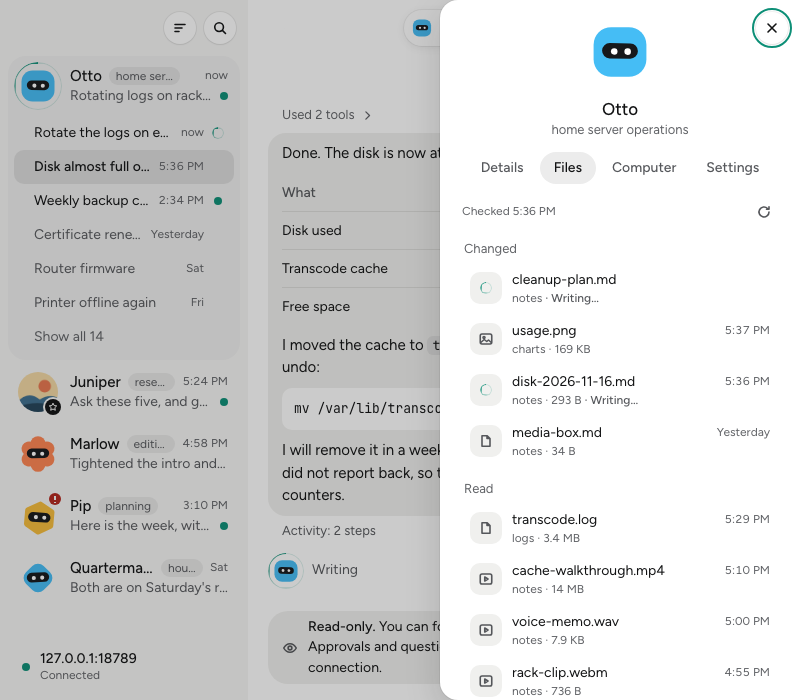 Otto
home ser...
now
Rotating logs on rack...
Rotate the logs on e...
now
Disk almost full o...
5:36 PM
Weekly backup c...
2:34 PM
Certificate rene...
Yesterday
Router firmware
Sat
Printer offline again
Fri
Show all 14
Juniper
rese...
5:24 PM
Ask these five, and g...
Marlow
editi...
4:58 PM
Tightened the intro and...
Pip
planning
3:10 PM
Here is the week, wit...
Quarterma...
hou...
Sat
Both are on Saturday's r...
127.0.0.1:18789
Connected
Used 2 tools
Done. The disk is now at
What
Disk used
Transcode cache
Free space
I moved the cache to
undo:
mv /var/lib/transco
I will remove it in a week
did not report back, so t
counters.
Activity: 2 steps
Writing
Read-only. You can fo
Approvals and questi
connection.
Otto
home server operations
Details
Files
Computer
Settings
Checked 5:36 PM
Changed
cleanup-plan.md
notes · Writing...
usage.png
5:37 PM
charts · 169 KB
disk-2026-11-16.md
5:36 PM
notes · 293 B · Writing...
media-box.md
Yesterday
notes · 34 B
Read
transcode.log
5:29 PM
logs · 3.4 MB
cache-walkthrough.mp4
5:10 PM
notes · 14 MB
voice-memo.wav
5:00 PM
notes · 7.9 KB
rack-clip.webm
4:55 PM
notes · 736 B